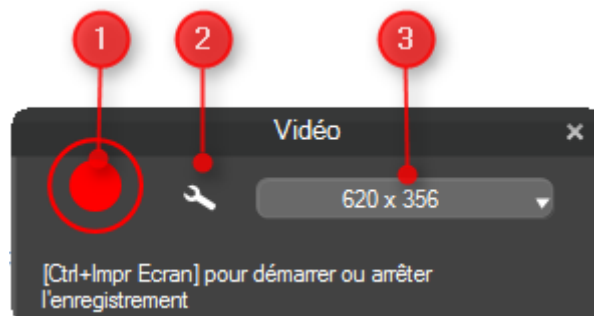 1
2
3
Vidéo
620 x 356
[Ctrl+Impr Ecran] pour démarrer ou arrêter
l'enregistrement